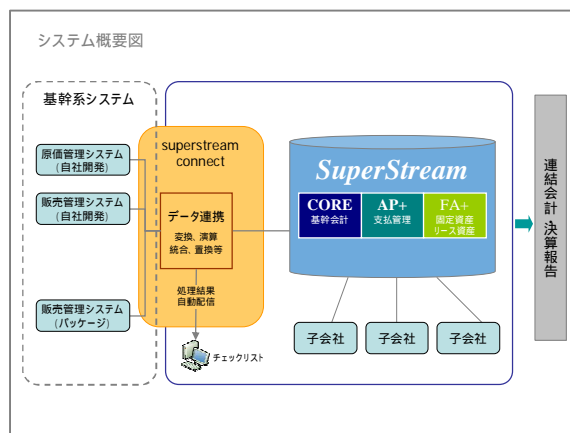 システム概要図
基幹系システム
原価管理システム
(自社開発)
販売管理システム
(自社開発)
販売管理システム
(パッケージ)
superstream
connect
データ連携
変換、演算
統合、置換等
処理結果
自動配信
チェックリスト
SuperStream
CORE
基幹会計
AP+
支払管理
FA+
固定資産
リース資産
子会社
子会社
子会社
連結会計 決算報告